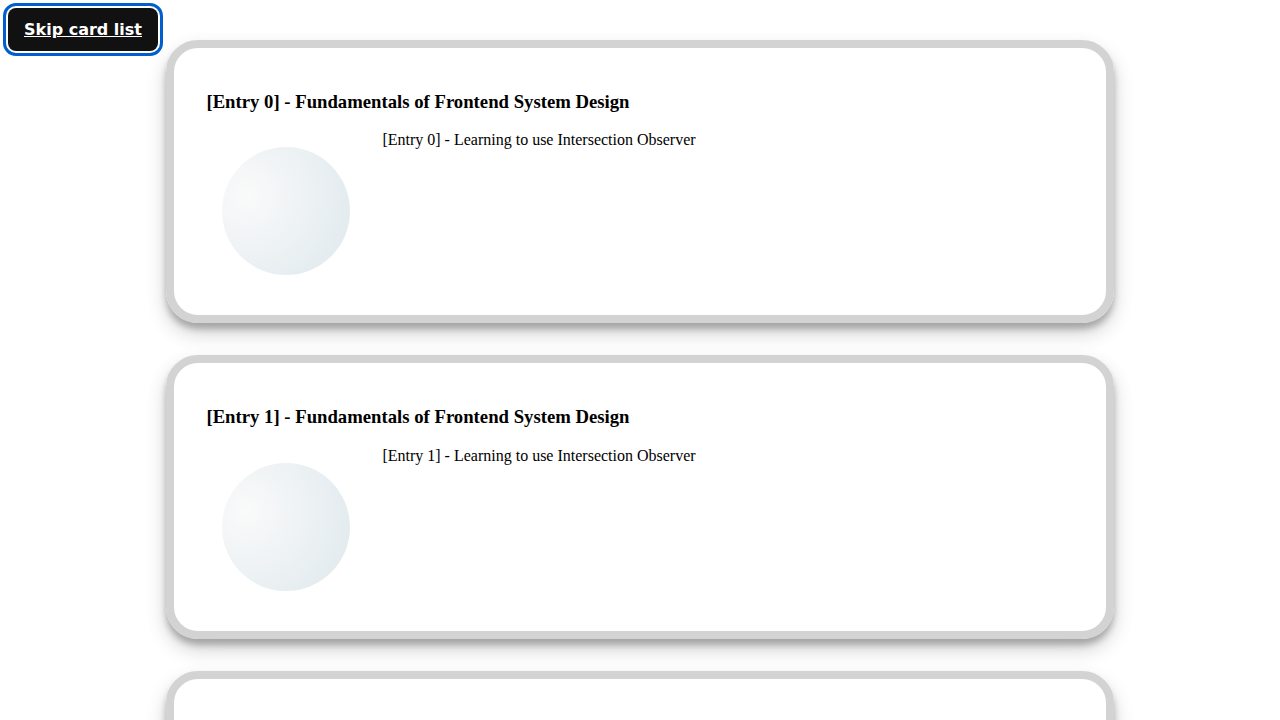 Skip card list
[Entry 0] - Fundamentals of Frontend System Design
[Entry 0] - Learning to use Intersection Observer
[Entry 1] - Fundamentals of Frontend System Design
[Entry 1] - Learning to use Intersection Observer